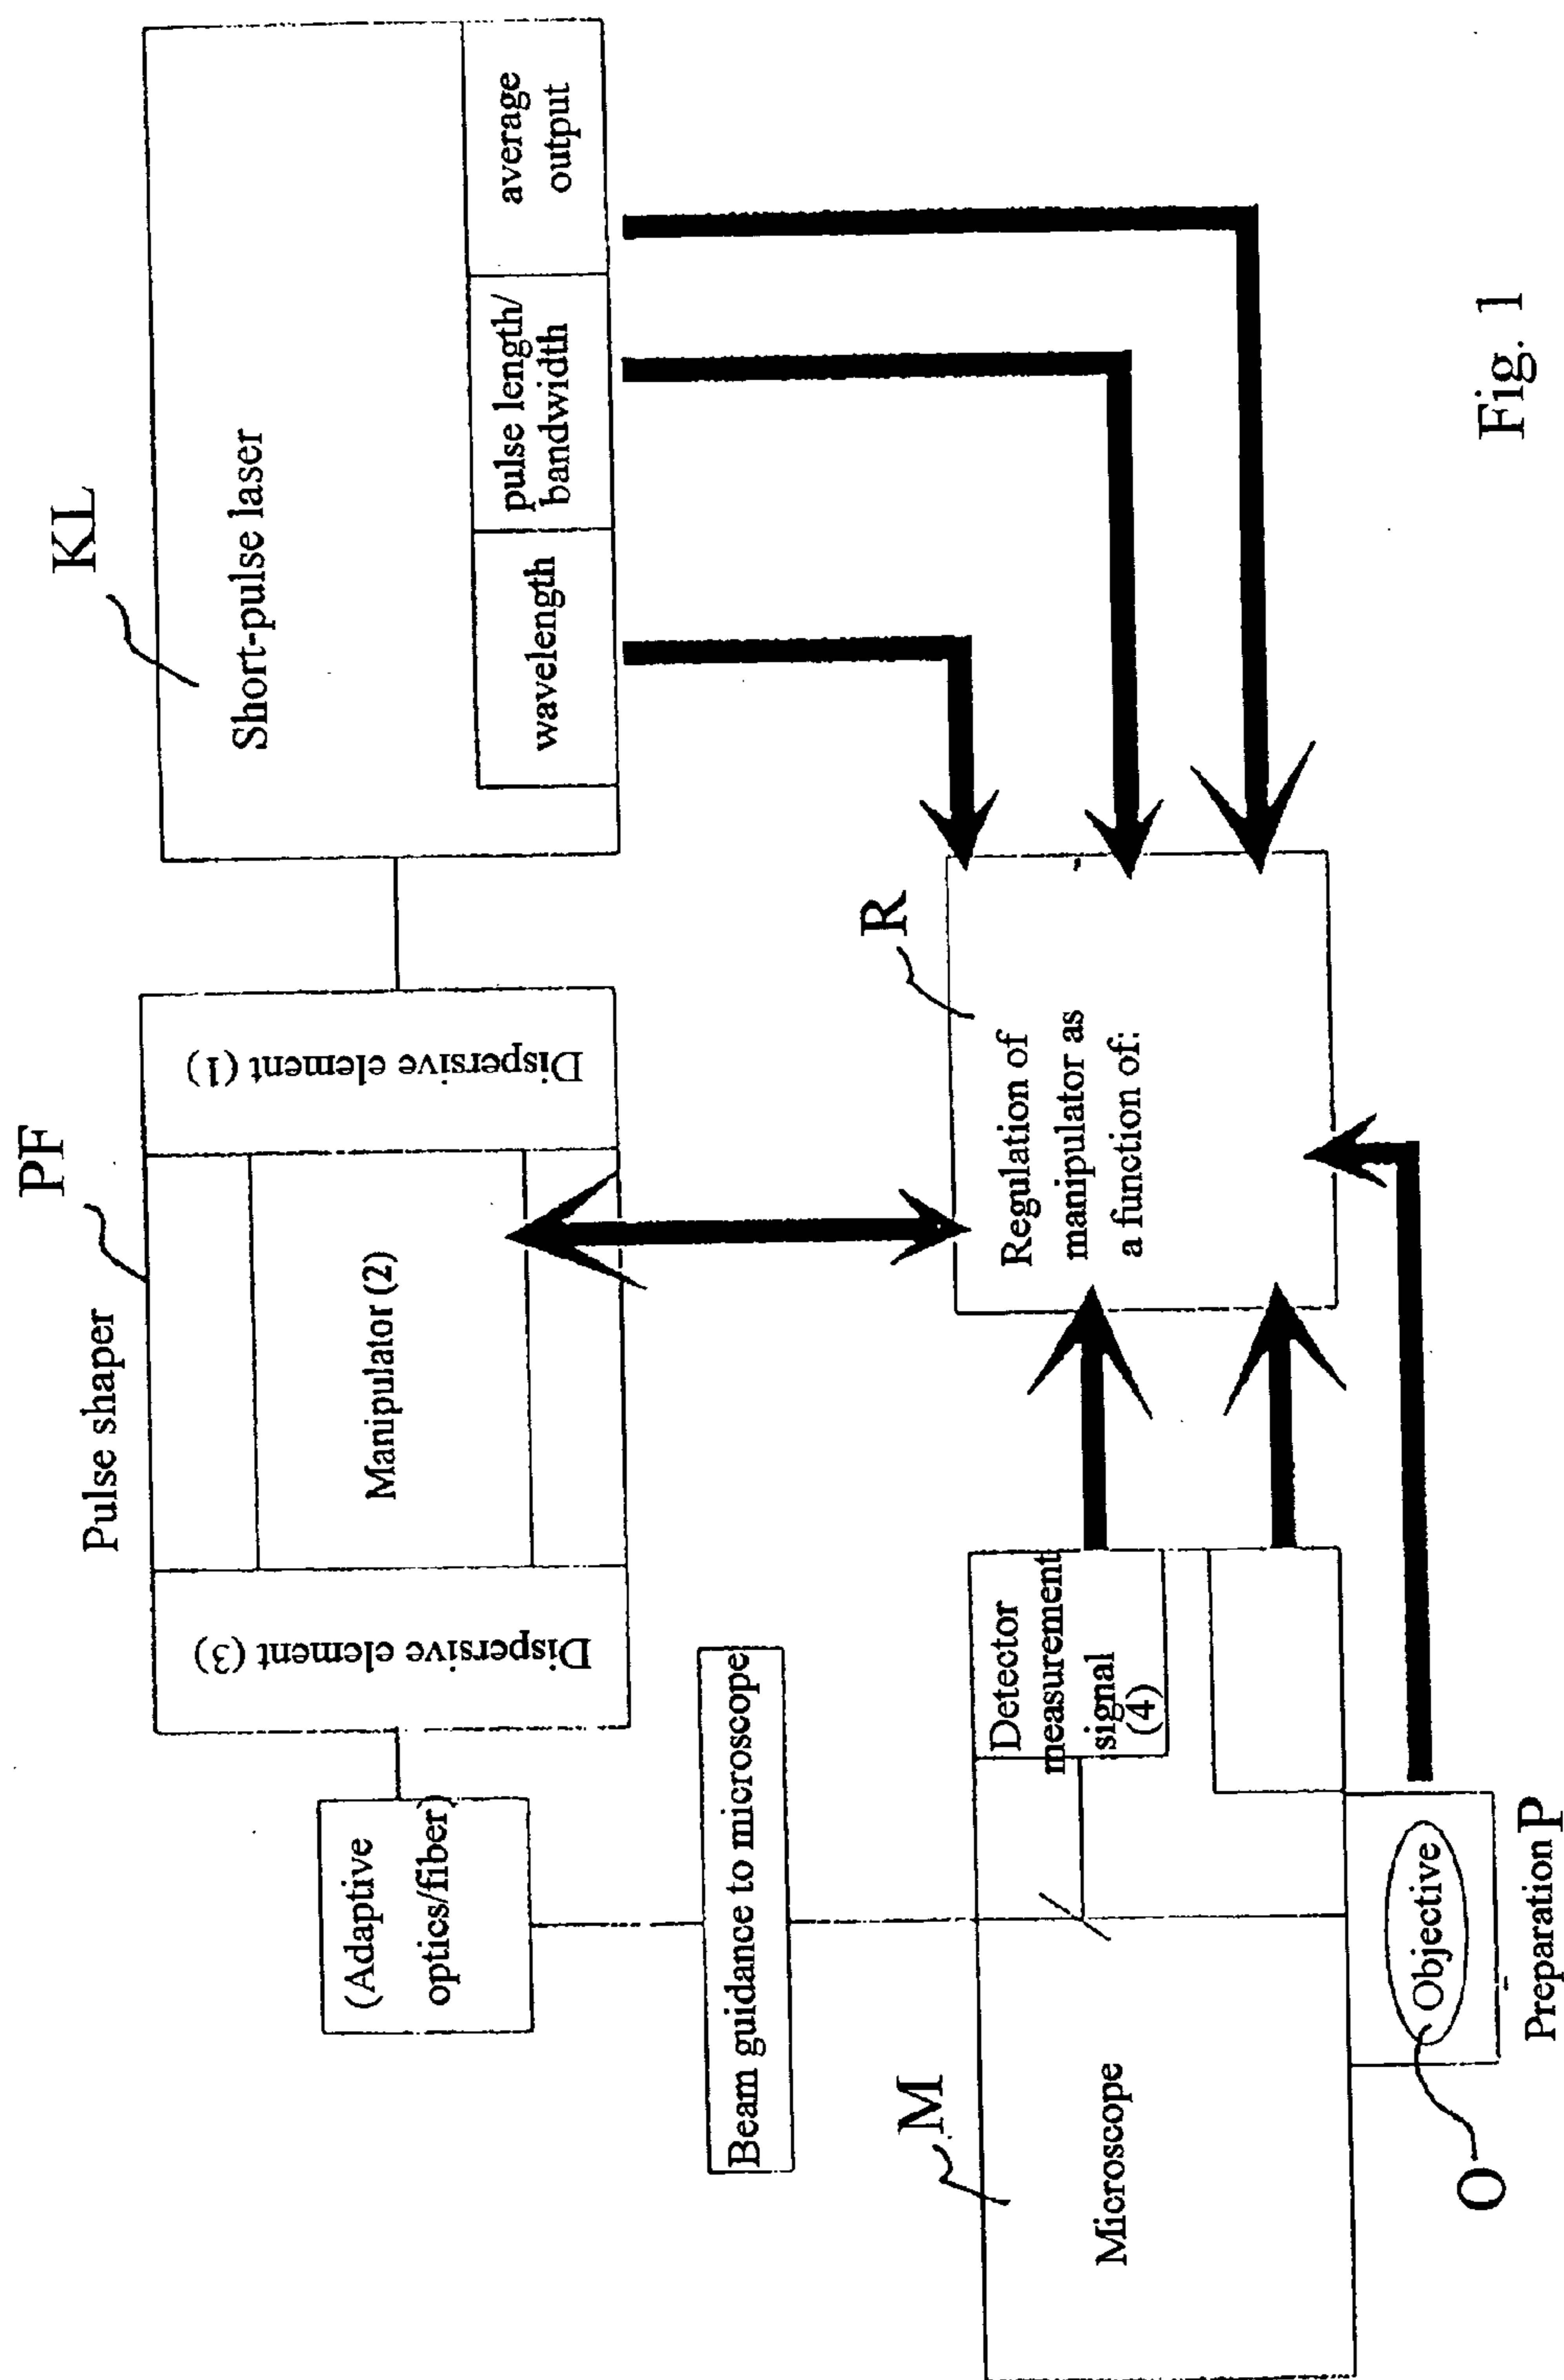 KL
Short-pulse laser
wavelength
pulse length/
bandwidth
average
output
PF
Pulse shaper
Dispersive element (3)
Manipulator (2)
Dispersive element (1)
(Adaptive
optics/fiber)
Beam guidance to microscope
M
Microscope
Detector
measurement
signal
(4)
R
Regulation of
manipulator as
a function of:
Objective
O
Preparation P
Fig. 1